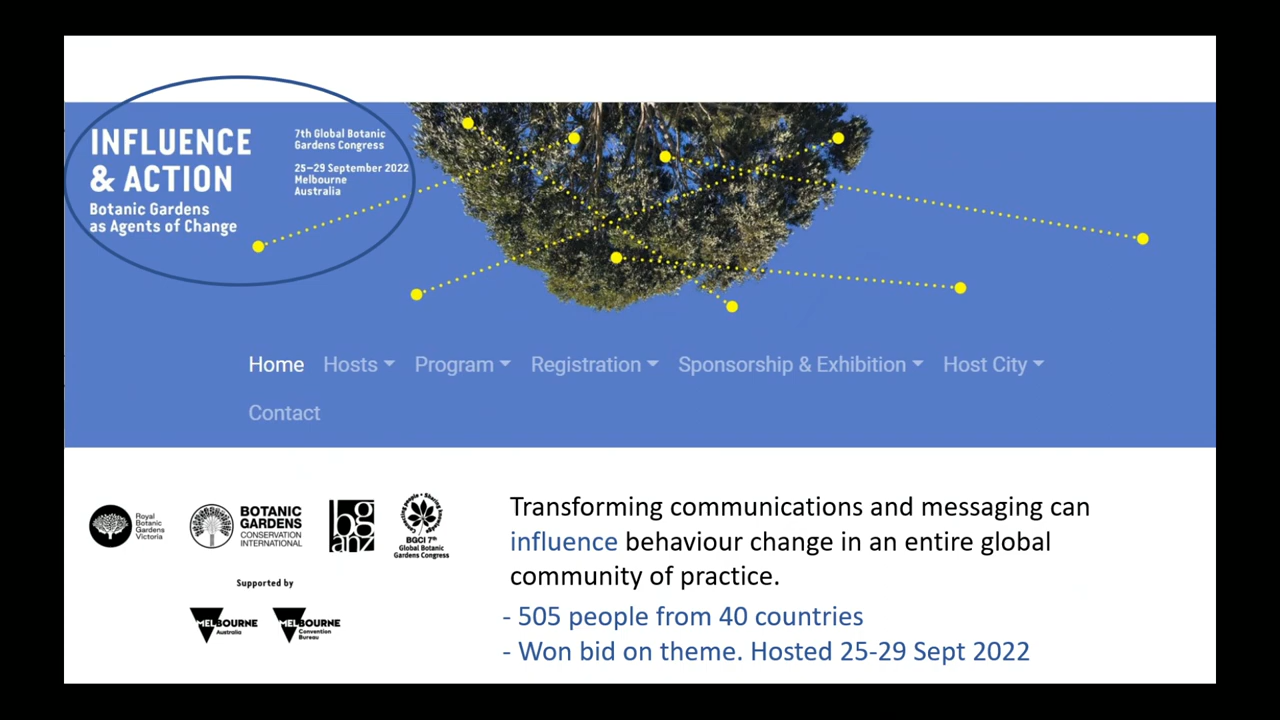 INFLUENCE
& ACTION
Botanic Gardens
as Agents of Change
7th Global Botanic
Gardens Congress
25–29 September 2022
Melbourne
Australia
Home Hosts Program Registration Sponsorship & Exhibition Host City
Contact
Royal
Botanic
Gardens
Victoria
BOTANIC
GARDENS
CONSERVATION
INTERNATIONAL
bg
anz
BGCI 7th
Global Botanic
Gardens Congress
Supported by
MELBOURNE
Australia
MELBOURNE
Convention
Bureau
Transforming communications and messaging can
influence behaviour change in an entire global
community of practice.
- 505 people from 40 countries
- Won bid on theme. Hosted 25-29 Sept 2022